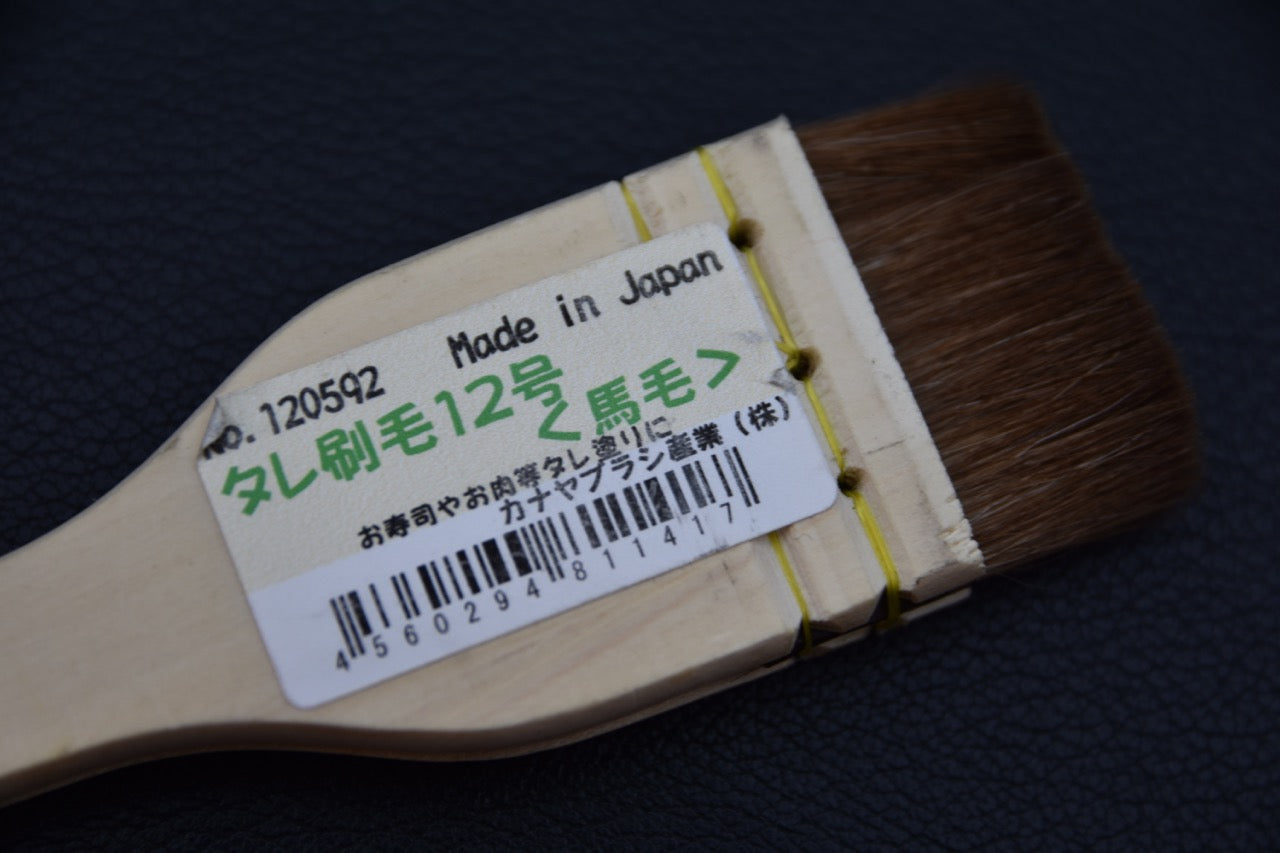 No.120592 Made in Japan
タレ刷毛12号
<馬毛>
お寿司やお肉等タレ塗りに
カナヤブラシ産業(株)
4560294811417